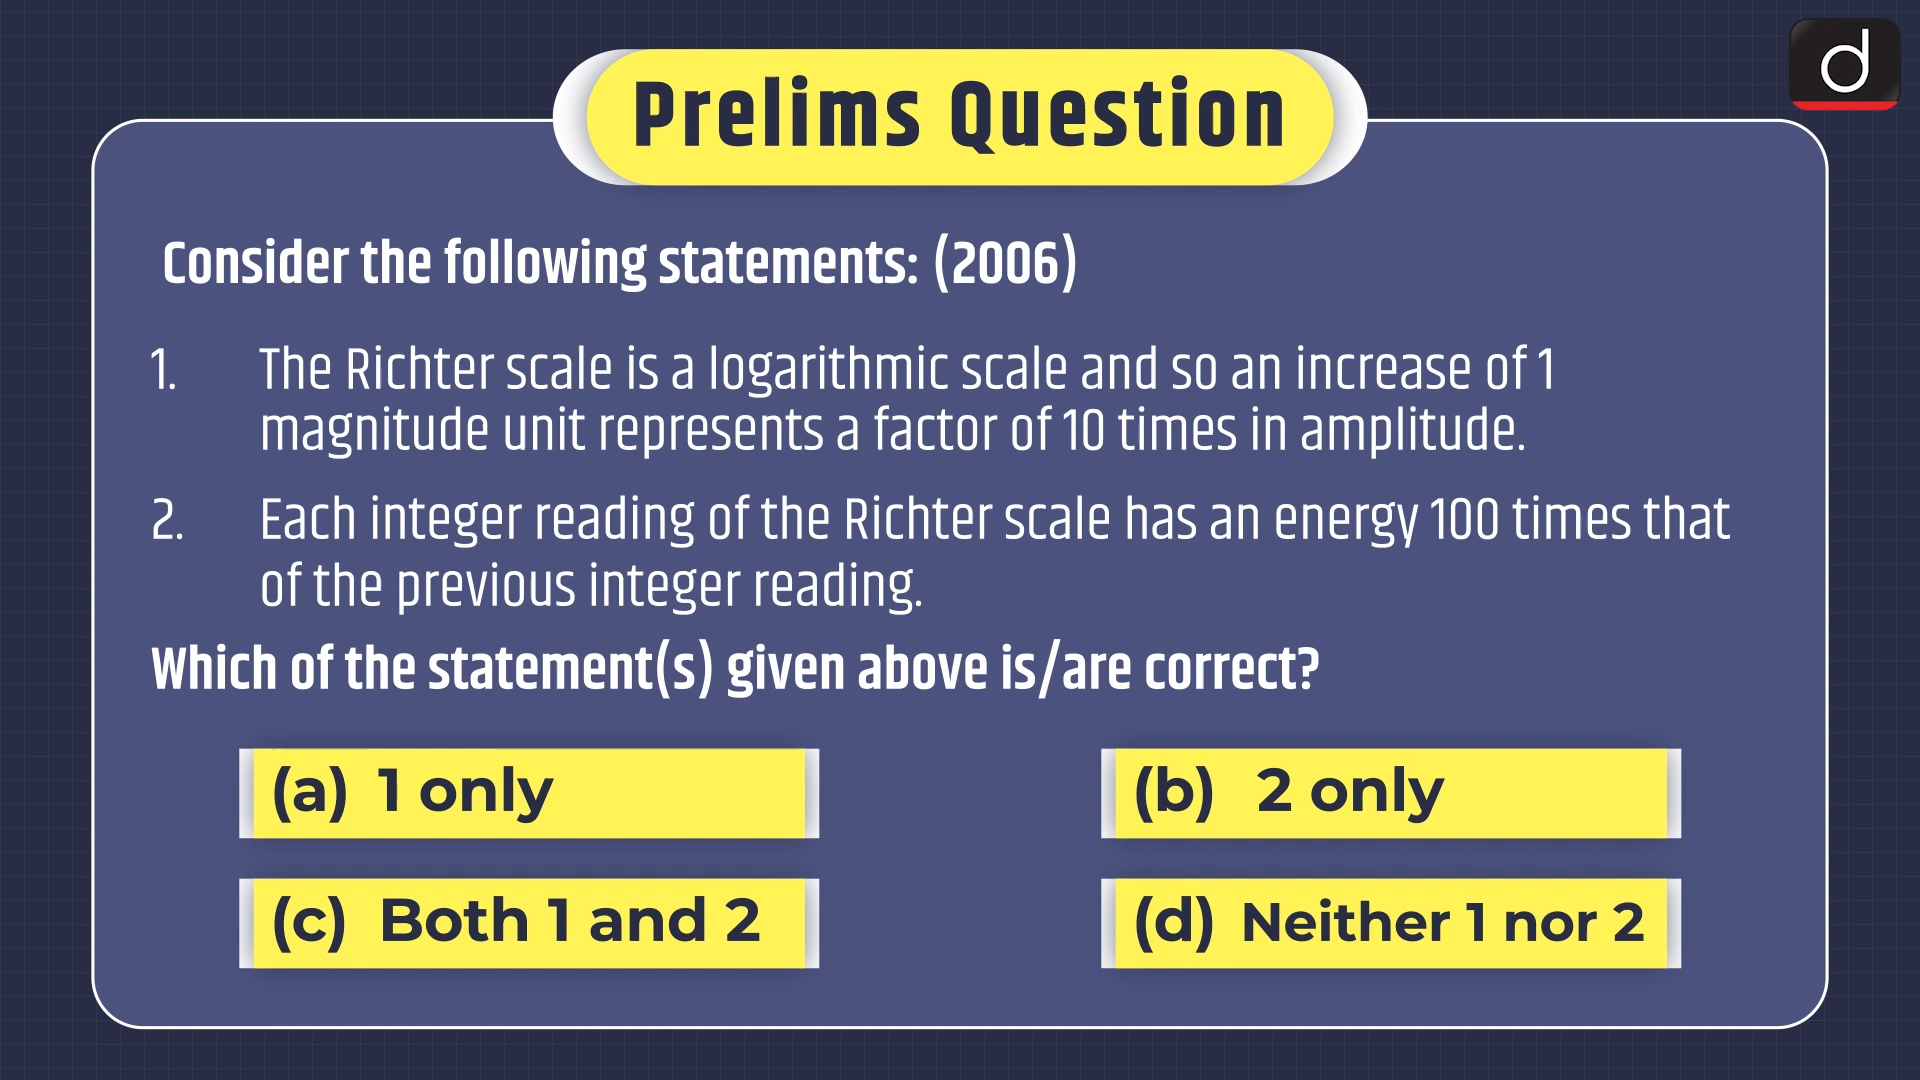 d
Prelims Question
Consider the following statements: (2006)
1. The Richter scale is a logarithmic scale and so an increase of 1
magnitude unit represents a factor of 10 times in amplitude.
2. Each integer reading of the Richter scale has an energy 100 times that
of the previous integer reading.
Which of the statement(s) given above is/are correct?
(a) 1 only
(b) 2 only
(c) Both 1 and 2
(d) Neither 1 nor 2